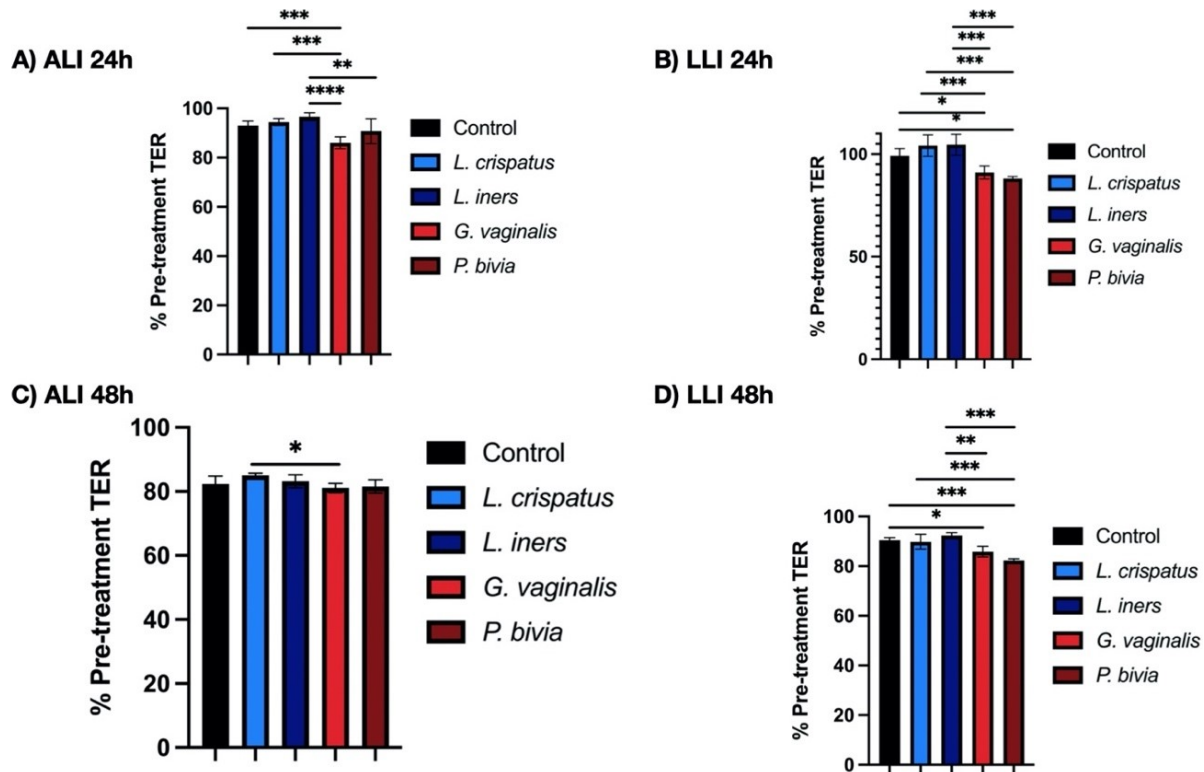 A) ALI 24h
***
***
**
****
% Pre-treatment TER
100
80
60
40
20
0
Control
L. crispatus
L. iners
G. vaginalis
P. bivia
B) LLI 24h
***
***
***
***
*
*
% Pre-treatment TER
100
50
0
Control
L. crispatus
L. iners
G. vaginalis
P. bivia
C) ALI 48h
*
% Pre-treatment TER
100
80
60
40
20
0
Control
L. crispatus
L. iners
G. vaginalis
P. bivia
D) LLI 48h
***
**
***
***
*
% Pre-treatment TER
100
80
60
40
20
0
Control
L. crispatus
L. iners
G. vaginalis
P. bivia